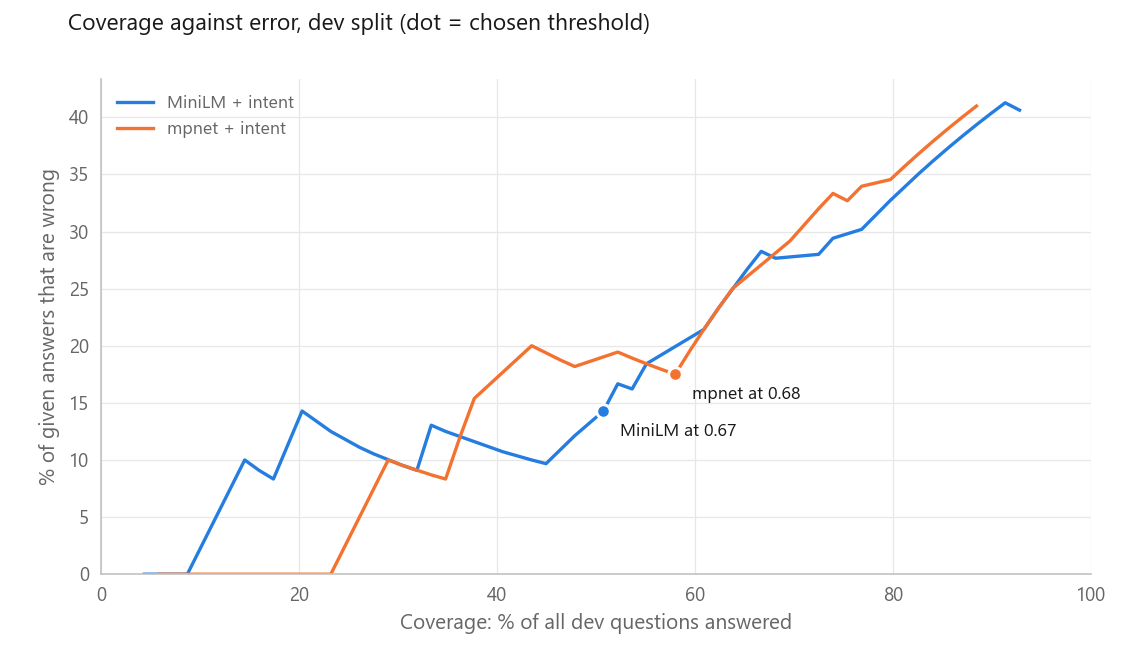 Coverage against error, dev split (dot = chosen threshold)
MiniLM + intent
mpnet + intent
% of given answers that are wrong
40
35
30
25
20
15
10
5
0
mpnet at 0.68
MiniLM at 0.67
0 20 40 60 80 100
Coverage: % of all dev questions answered